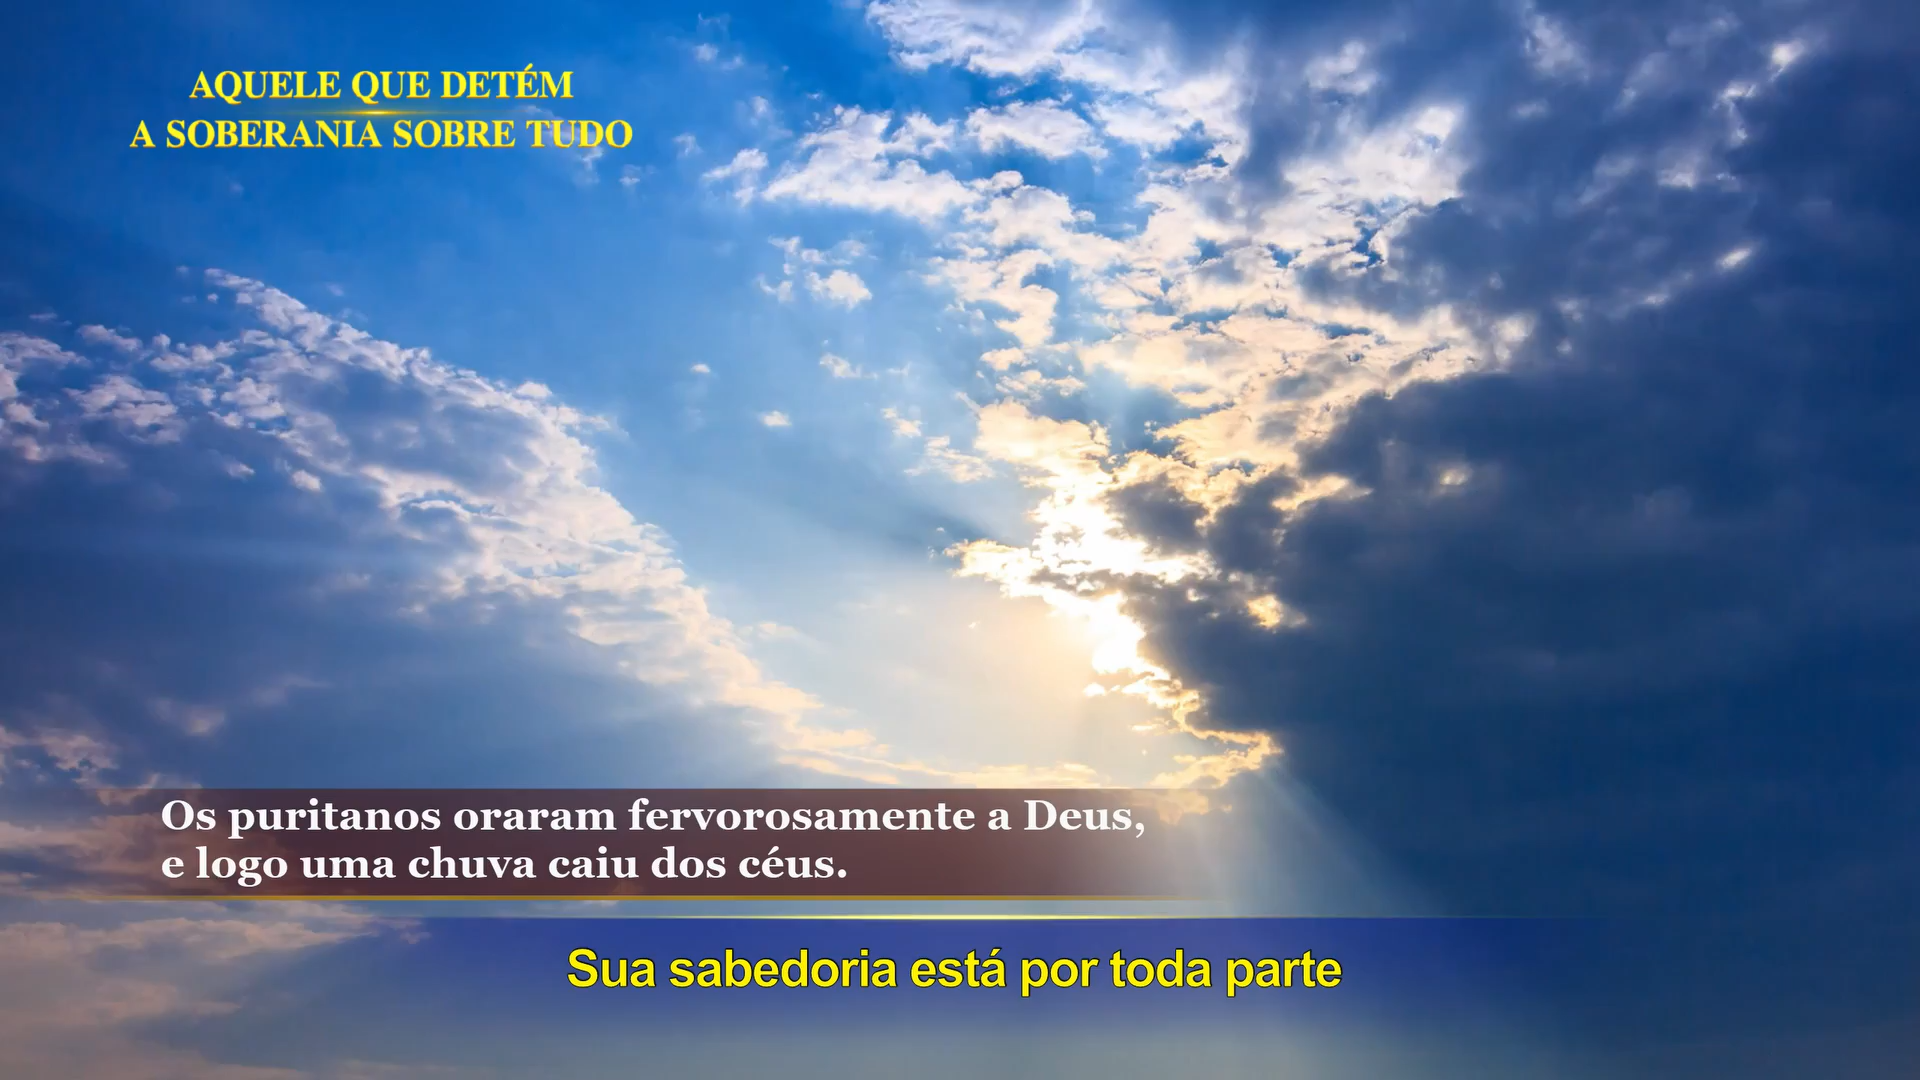 AQUELE QUE DETÉM
A SOBERANIA SOBRE TUDO
Os puritanos oraram fervorosamente a Deus,
e logo uma chuva caiu dos céus.
Sua sabedoria está por toda parte